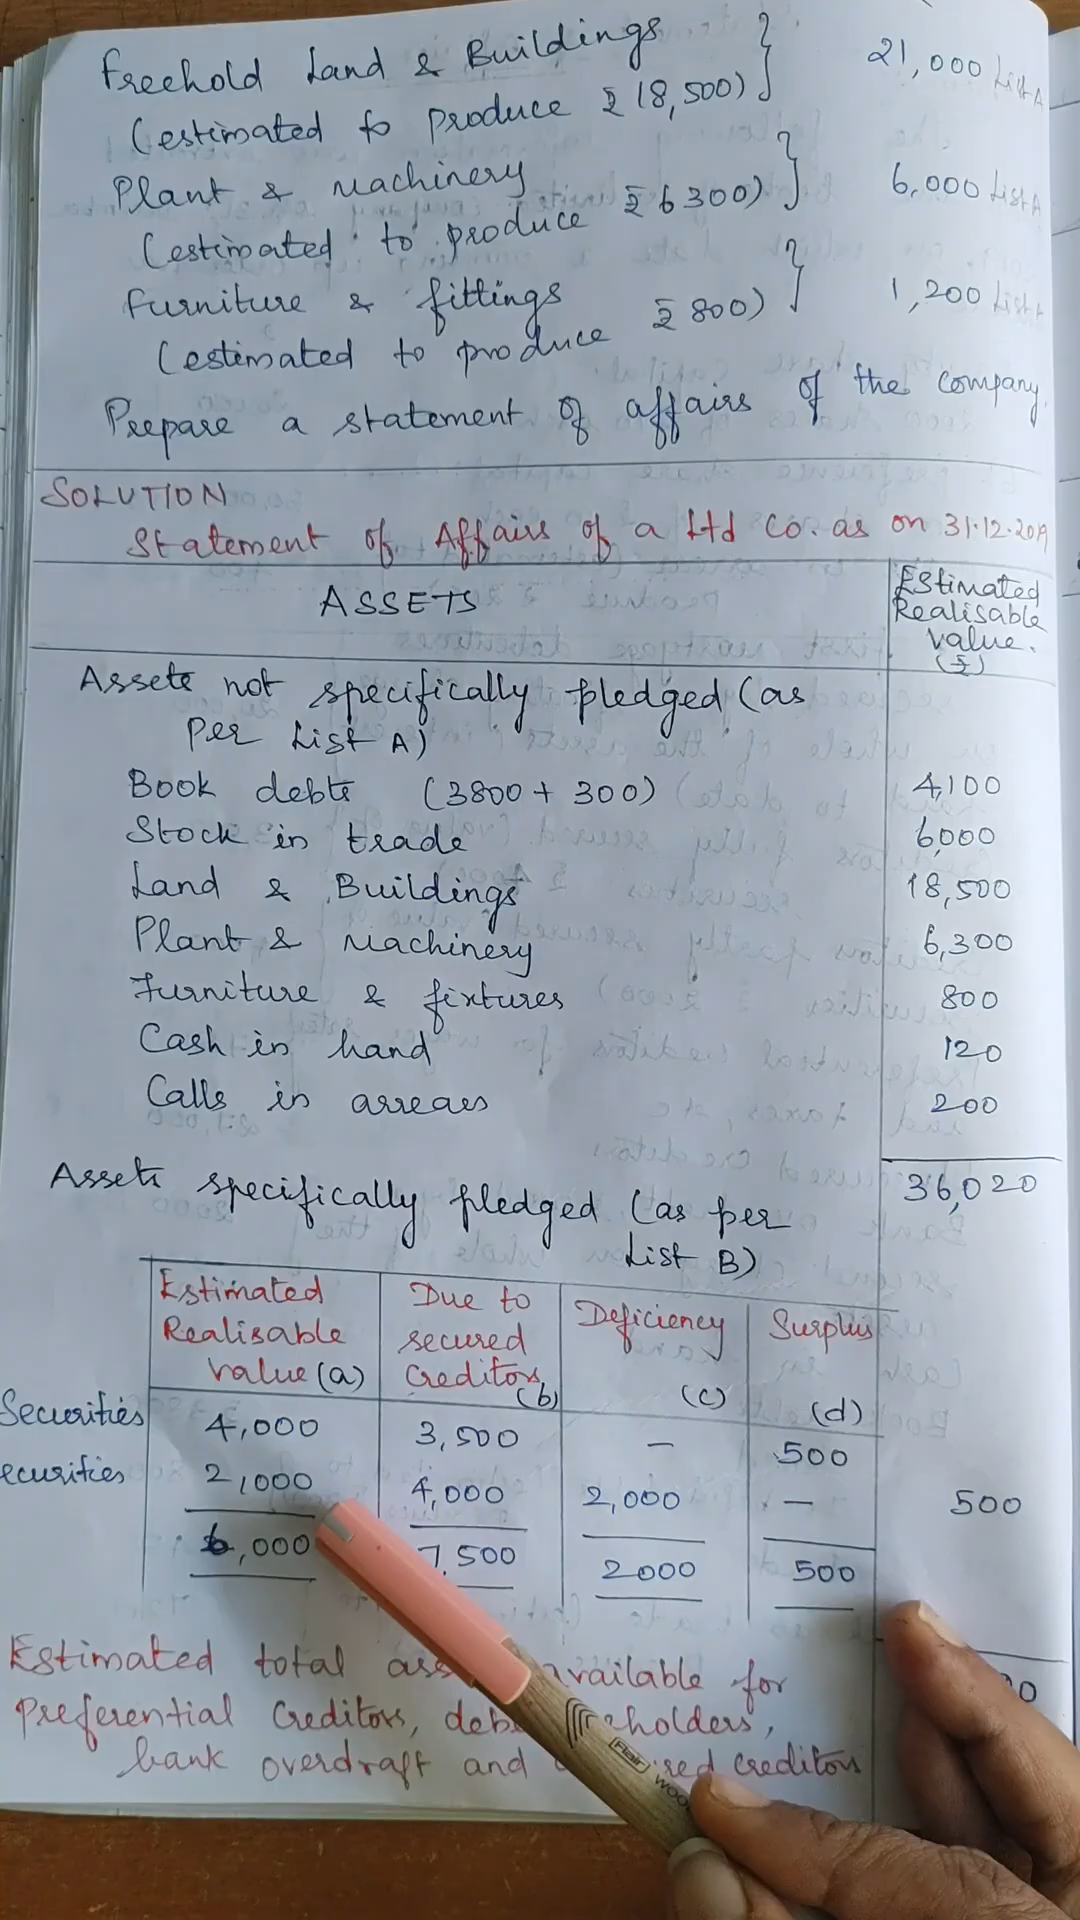 Freehold Land & Buildings } 21,000 List A
(estimated to produce ₹ 18,500)
Plant & Machinery } 6,000 List A
(estimated to produce ₹ 6300)
Furniture & fittings } 1,200 List A
(estimated to produce ₹ 800)
Prepare a statement of affairs of the company.
SOLUTION
Statement of Affairs of a Ltd Co. as on 31.12.2019
ASSETS
Estimated
Realisable
value.
(₹)
Assets not specifically pledged (as
per List A)
Book debts (3800 + 300) 4,100
Stock in trade 6,000
Land & Buildings 18,500
Plant & Machinery 6,300
Furniture & fixtures 800
Cash in hand 120
Calls in arrears 200
36,020
Assets specifically pledged (as per
List B)
Estimated
Realisable
value (a)
Due to
secured
Creditors
(b)
Deficiency
(c)
Surplus
(d)
Securities 4,000 3,500 — 500
ecurities 2,000 4,000 2,000 — 500
6,000 7,500 2000 500
Estimated total available for
preferential Creditors, holders,
bank overdraft and creditors
Flair